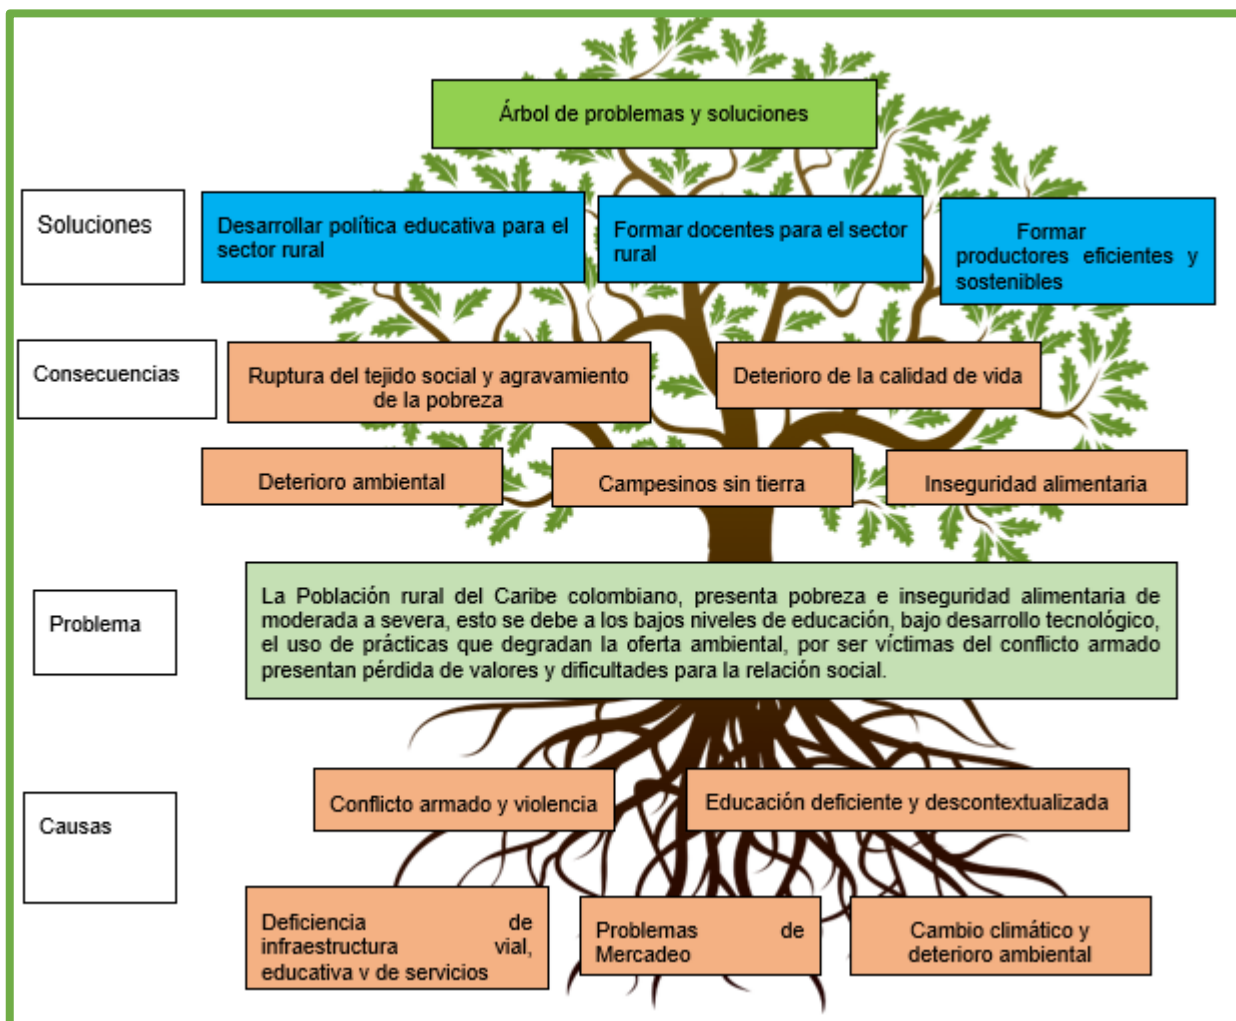 Árbol de problemas y soluciones
Soluciones
Desarrollar política educativa para el
sector rural
Formar docentes para el sector
rural
Formar
productores eficientes y
sostenibles
Consecuencias
Ruptura del tejido social y agravamiento
de la pobreza
Deterioro de la calidad de vida
Deterioro ambiental
Campesinos sin tierra
Inseguridad alimentaria
Problema
La Población rural del Caribe colombiano, presenta pobreza e inseguridad alimentaria de
moderada a severa, esto se debe a los bajos niveles de educación, bajo desarrollo tecnológico,
el uso de prácticas que degradan la oferta ambiental, por ser víctimas del conflicto armado
presentan pérdida de valores y dificultades para la relación social.
Causas
Conflicto armado y violencia
Educación deficiente y descontextualizada
Deficiencia de
infraestructura vial,
educativa y de servicios
Problemas de
Mercadeo
Cambio climático y
deterioro ambiental